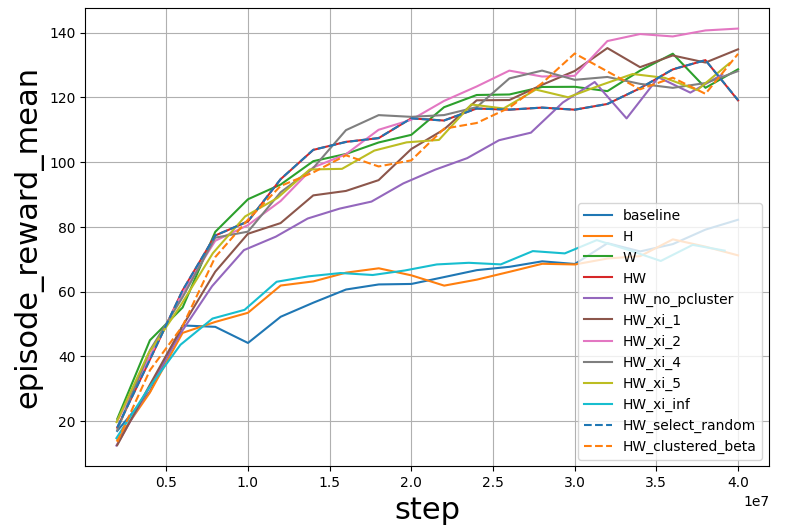 episode_reward_mean
140
120
100
80
60
40
20
0.5
1.0
1.5
2.0
2.5
3.0
3.5
4.0
1e7
step
baseline
H
W
HW
HW_no_pcluster
HW_xi_1
HW_xi_2
HW_xi_4
HW_xi_5
HW_xi_inf
HW_select_random
HW_clustered_beta